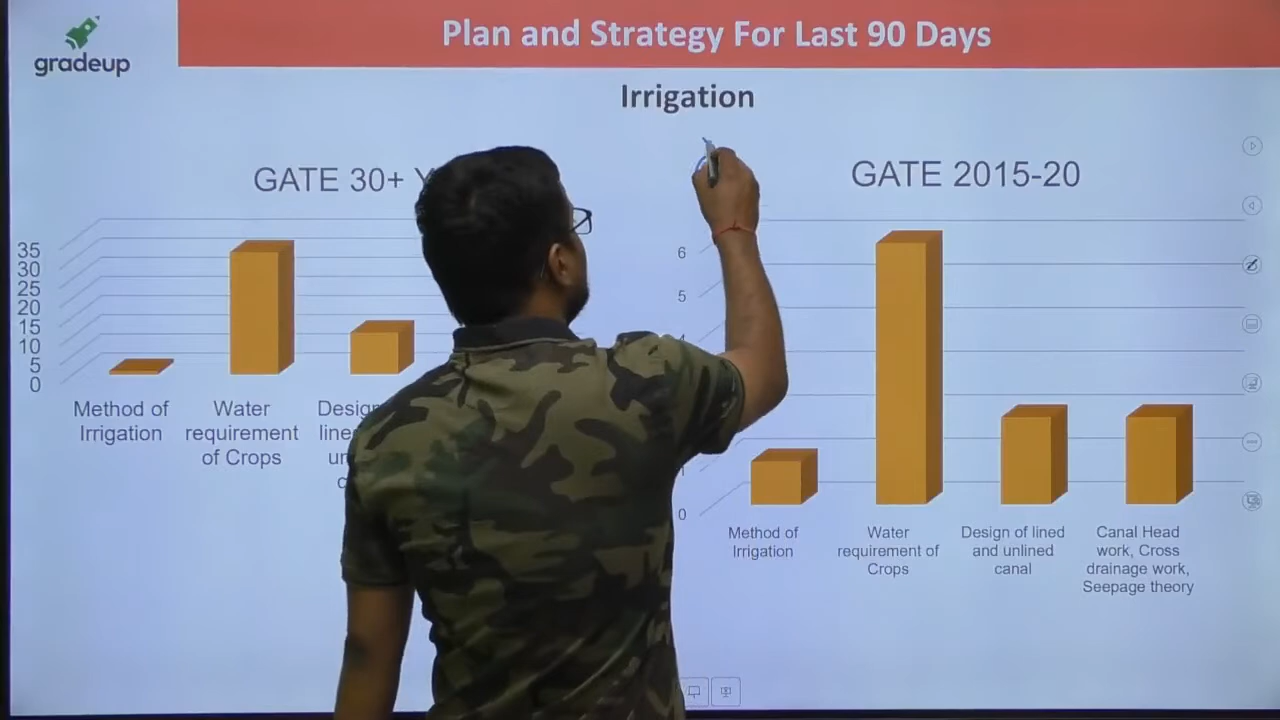 Plan and Strategy For Last 90 Days
gradeup
Irrigation
GATE 30+
GATE 2015-20
35
30
25
20
15
10
5
0
Method of
Irrigation
Water
requirement
of Crops
6
5
0
Method of
Irrigation
Water
requirement of
Crops
Design of lined
and unlined
canal
Canal Head
work, Cross
drainage work,
Seepage theory